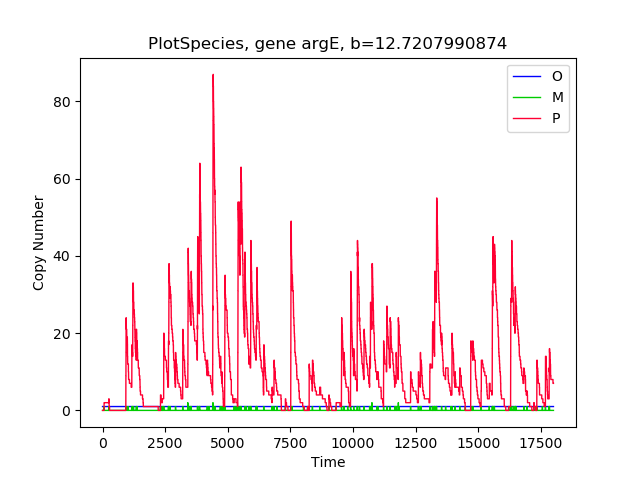 PlotSpecies, gene argE, b=12.7207990874
O
M
P
Copy Number
80
60
40
20
0
0 2500 5000 7500 10000 12500 15000 17500
Time